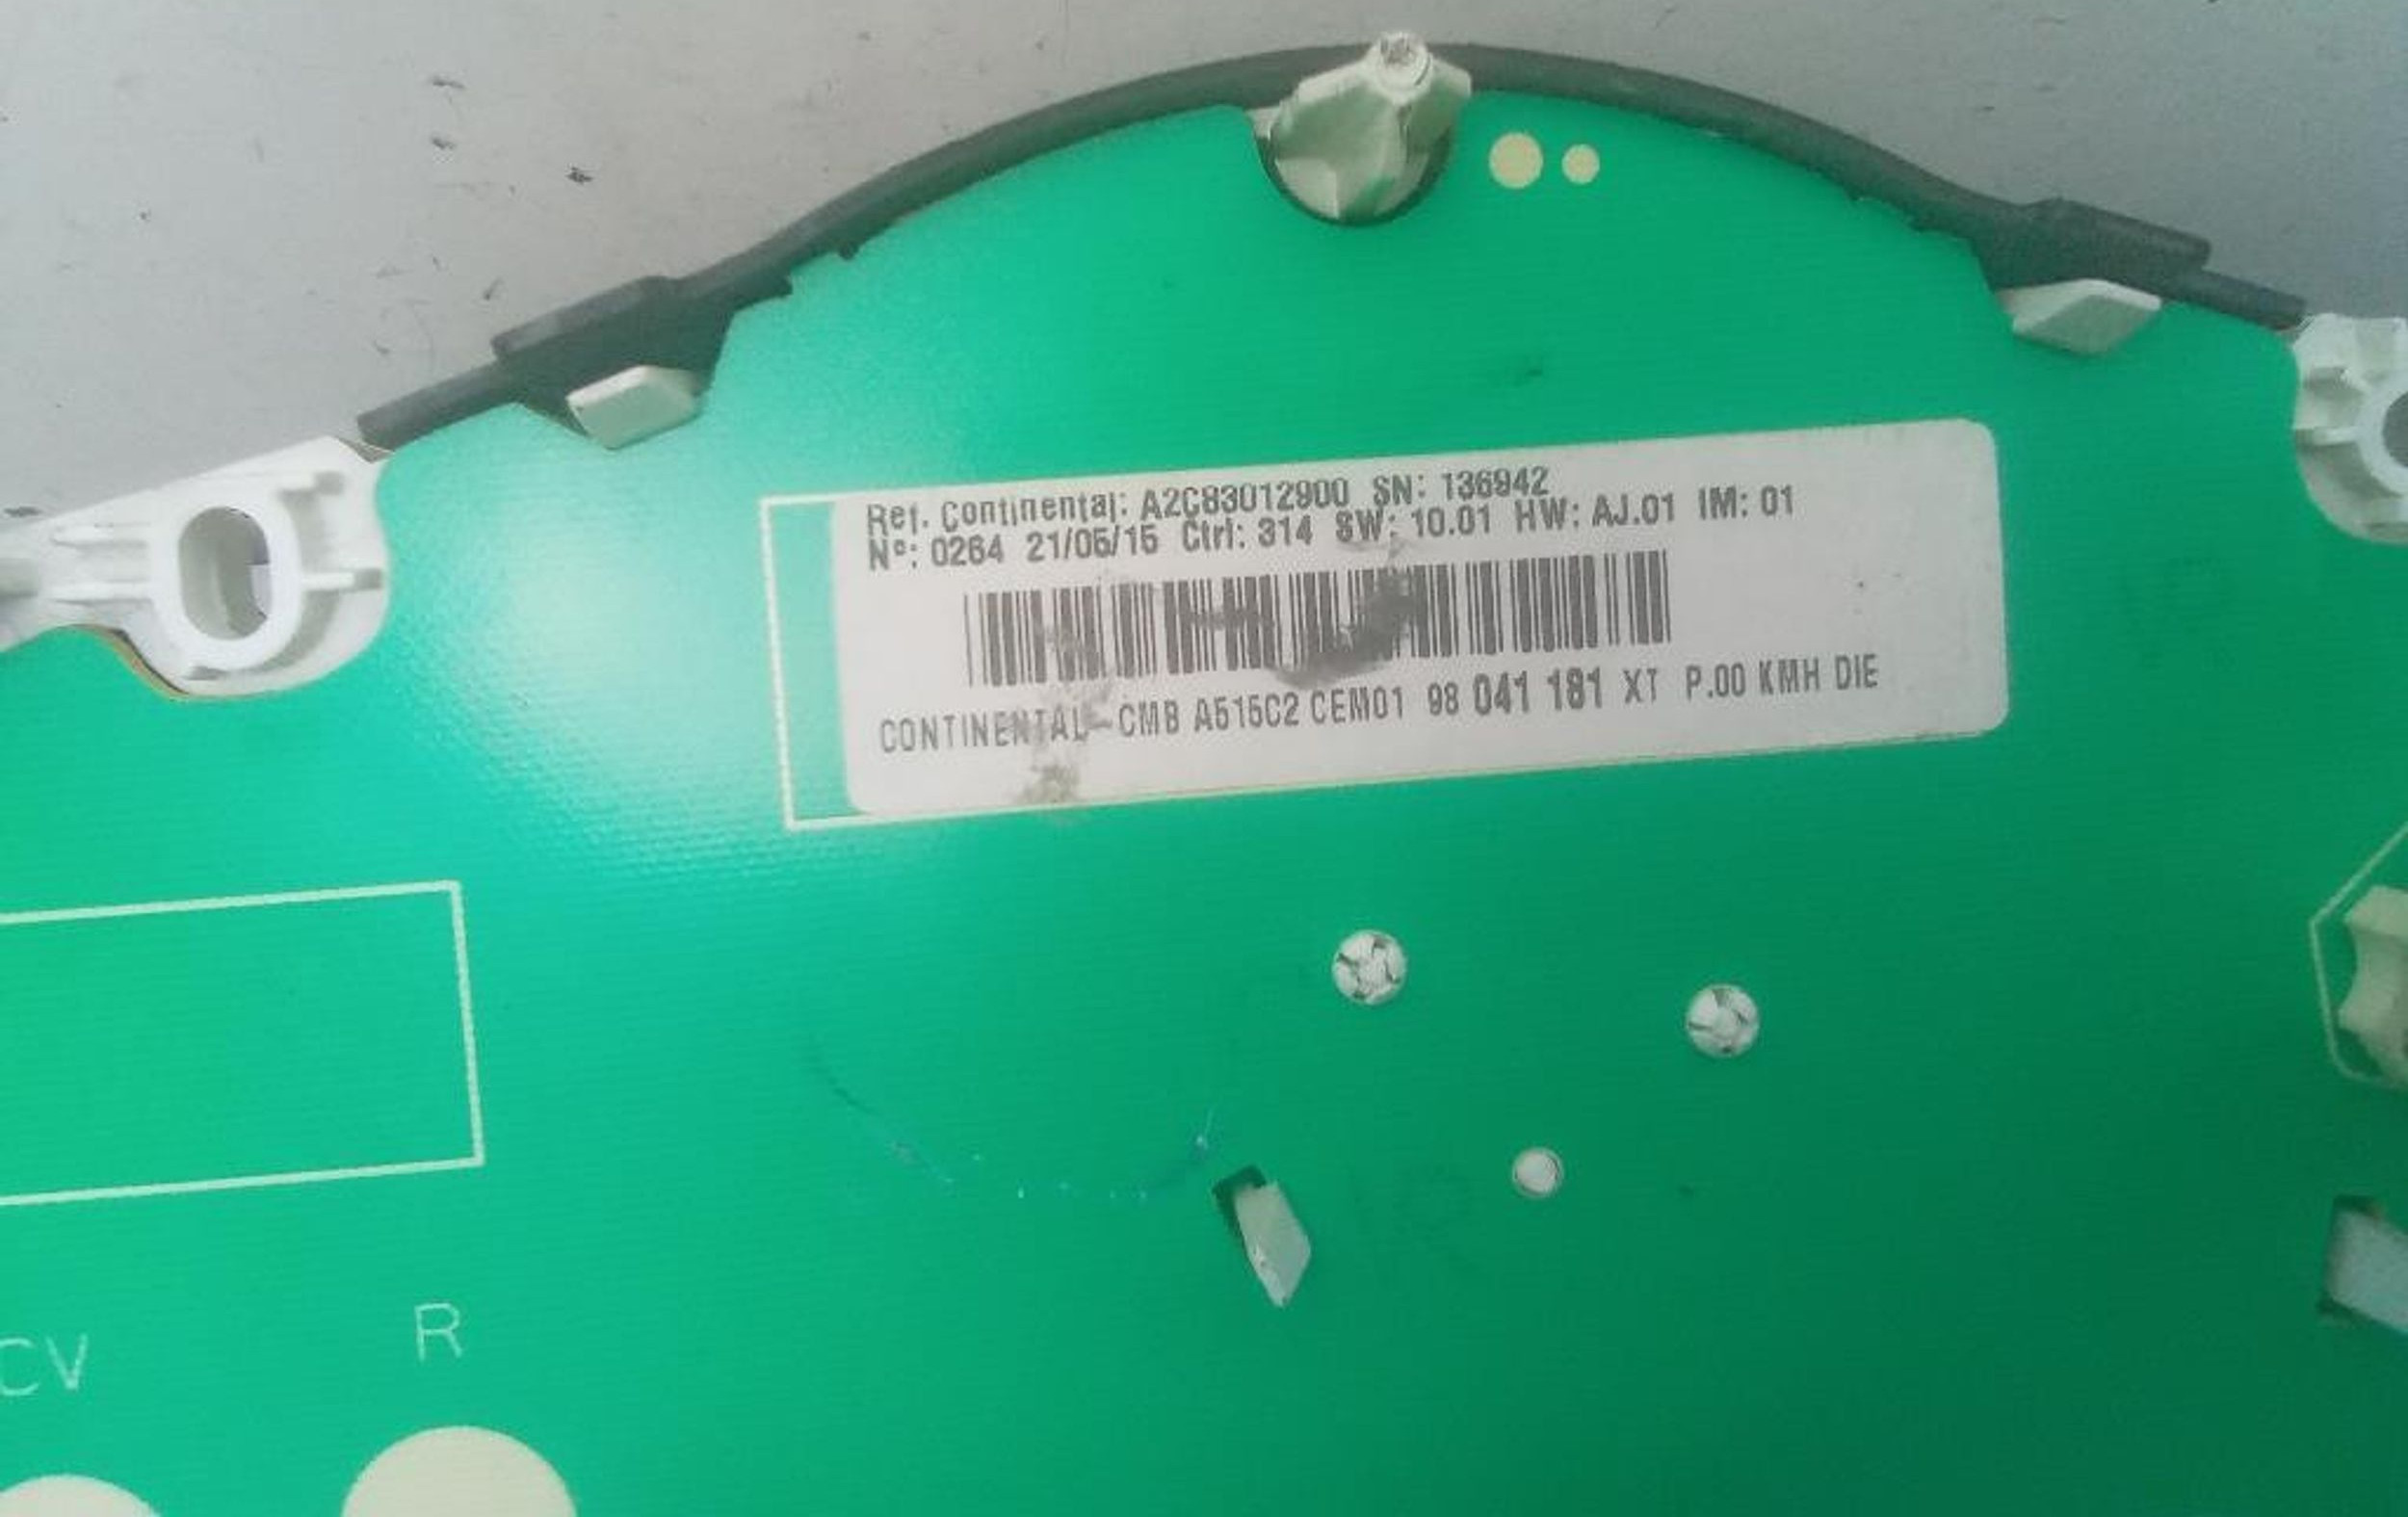 Ref. Continental: A2C83012900 SN: 136942
Nº: 0264 21/05/15 Ctrl: 314 SW: 10.01 HW: AJ.01 IM: 01
CONTINENTAL-CMB A515C2 CEM01 98 041 181 XT P.00 KMH DIE
CV
R